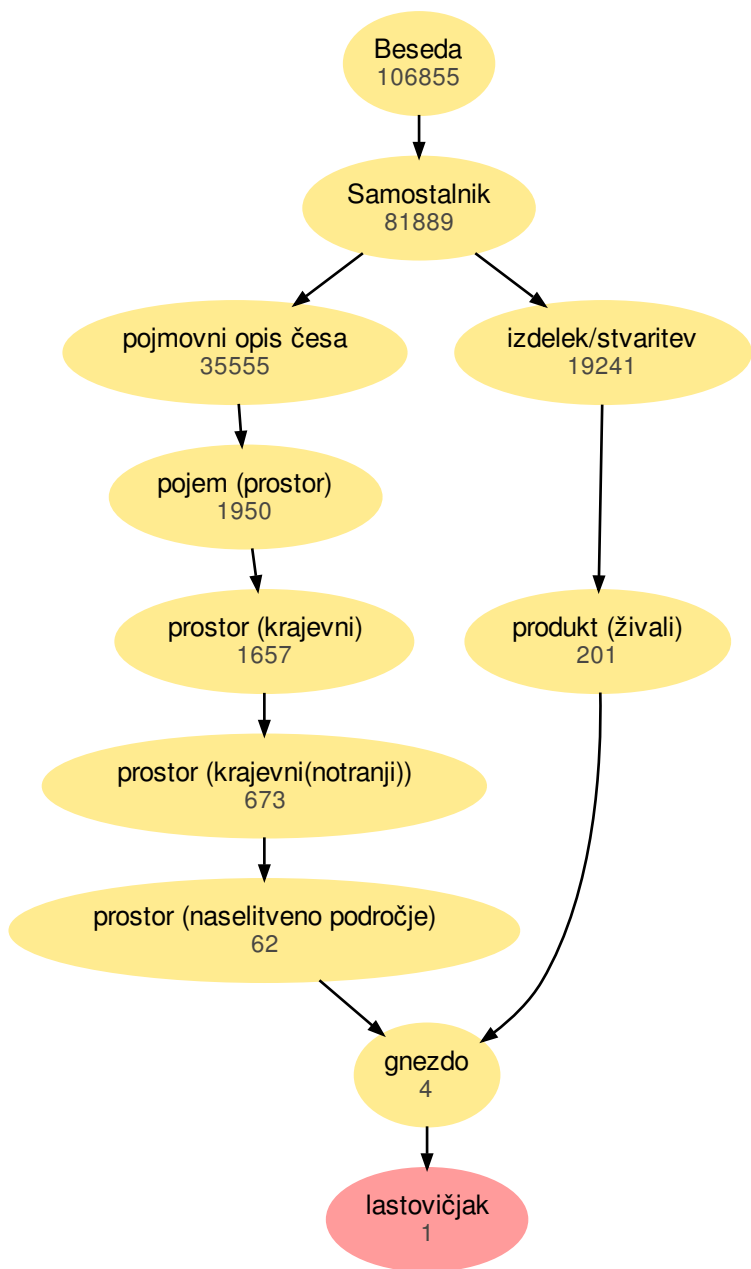 Beseda
106855
Samostalnik
81889
pojmovni opis česa
35555
izdelek/stvaritev
19241
pojem (prostor)
1950
prostor (krajevni)
1657
produkt (živali)
201
prostor (krajevni(notranji))
673
prostor (naselitveno področje)
62
gnezdo
4
lastovičjak
1